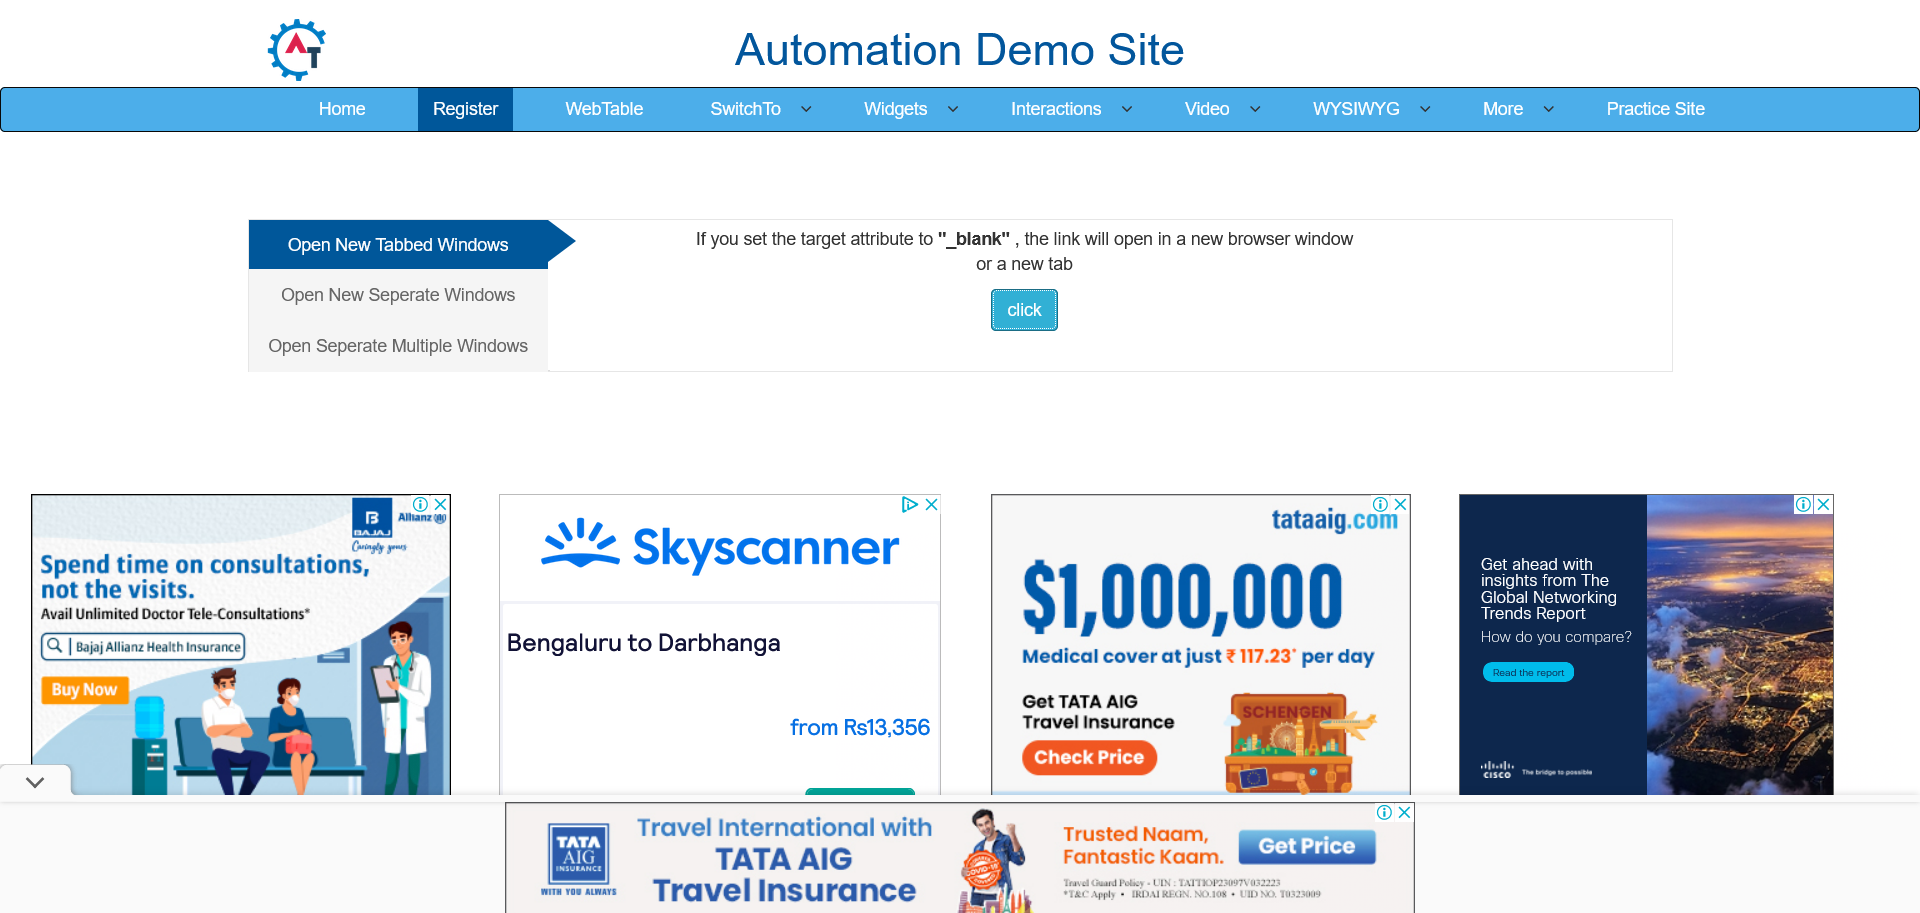 AT
Automation Demo Site
Home Register WebTable SwitchTo Widgets Interactions Video WYSIWYG More Practice Site
Open New Tabbed Windows
Open New Seperate Windows
Open Seperate Multiple Windows
If you set the target attribute to "_blank" , the link will open in a new browser window
or a new tab
click
B
BAJAJ
Allianz
Caringly yours
Spend time on consultations,
not the visits.
Avail Unlimited Doctor Tele-Consultations*
Bajaj Allianz Health Insurance
Buy Now
Skyscanner
Bengaluru to Darbhanga
from Rs13,356
tataaig.com
$1,000,000
Medical cover at just ₹ 117.23* per day
Get TATA AIG
Travel Insurance
Check Price
SCHENGEN
Get ahead with
insights from The
Global Networking
Trends Report
How do you compare?
Read the report
CISCO The bridge to possible
TATA
AIG
INSURANCE
WITH YOU ALWAYS
Travel International with
TATA AIG
Travel Insurance
COVID-19
Trusted Naam,
Fantastic Kaam.
Get Price
Travel Guard Policy - UIN : TATTIOP23097V032223
*T&C Apply • IRDAI REGN. NO.108 • UID NO. T0323009